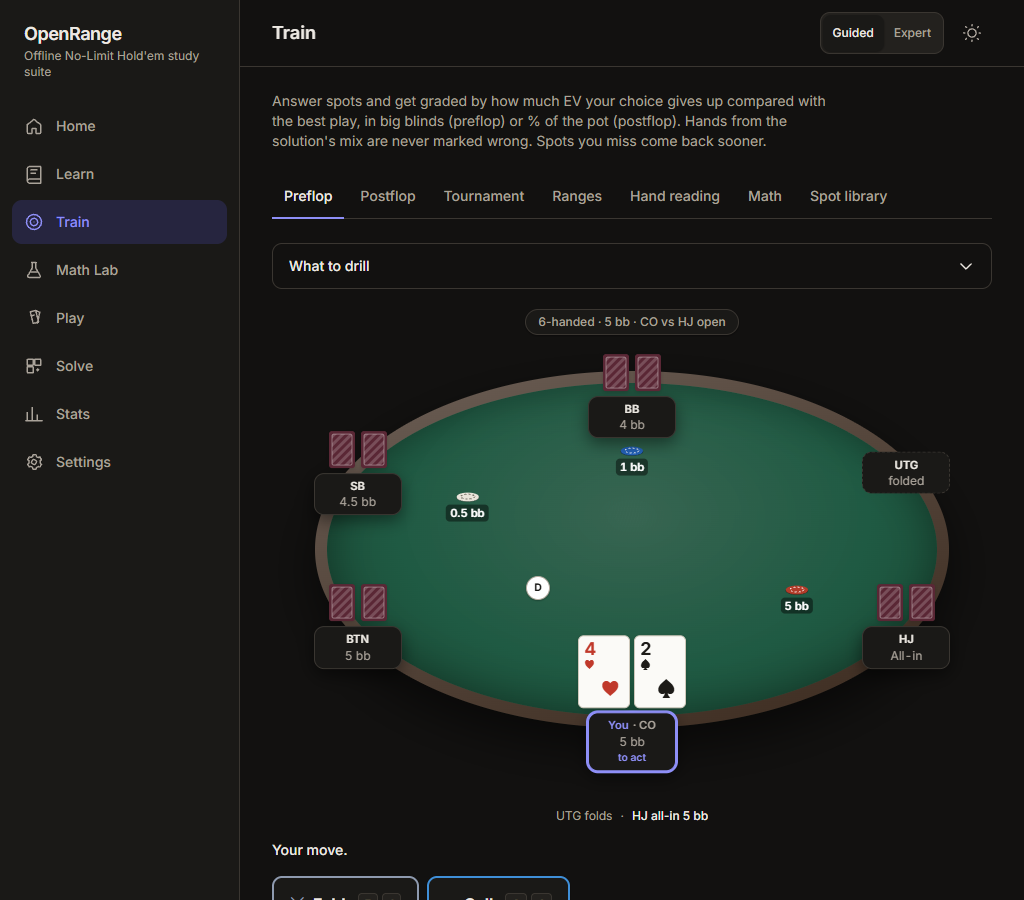 OpenRange
Offline No-Limit Hold'em study
suite
Home
Learn
Train
Math Lab
Play
Solve
Stats
Settings
Train
Guided
Expert
Answer spots and get graded by how much EV your choice gives up compared with
the best play, in big blinds (preflop) or % of the pot (postflop). Hands from the
solution's mix are never marked wrong. Spots you miss come back sooner.
Preflop
Postflop
Tournament
Ranges
Hand reading
Math
Spot library
What to drill
6-handed · 5 bb · CO vs HJ open
BB
4 bb
1 bb
UTG
folded
SB
4.5 bb
0.5 bb
D
5 bb
BTN
5 bb
HJ
All-in
4
2
You · CO
5 bb
to act
UTG folds · HJ all-in 5 bb
Your move.